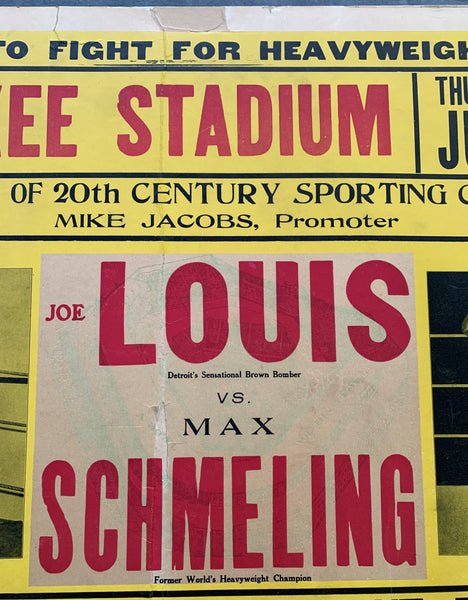 TO FIGHT FOR HEAVYWEIGH
KEE STADIUM
THU
JU
OF 20th CENTURY SPORTING C
MIKE JACOBS, Promoter
JOE LOUIS
Detroit's Sensational Brown Bomber
VS.
MAX
SCHMELING
Former World's Heavyweight Champion